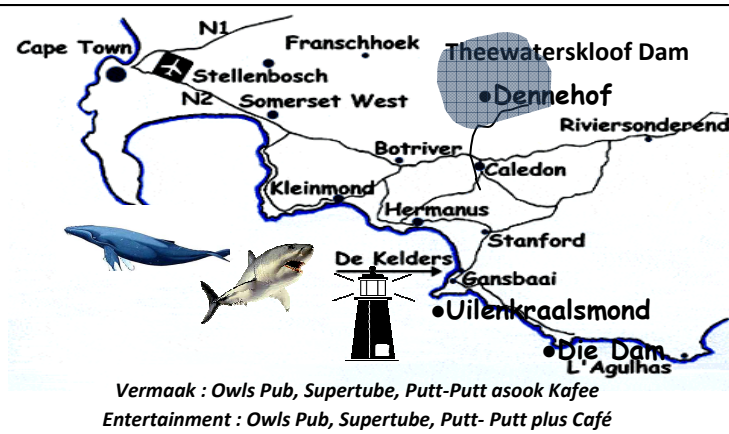 N1
Cape Town
Franschhoek
Theewaterskloof Dam
Stellenbosch
N2
Somerset West
•Dennehof
Riviersonderend
Botriver
Caledon
Kleinmond
Hermanus
Stanford
De Kelders
Gansbaai
•Uilenkraalsmond
•Die Dam
L'Agulhas
Vermaak : Owls Pub, Supertube, Putt-Putt asook Kafee
Entertainment : Owls Pub, Supertube, Putt- Putt plus Café